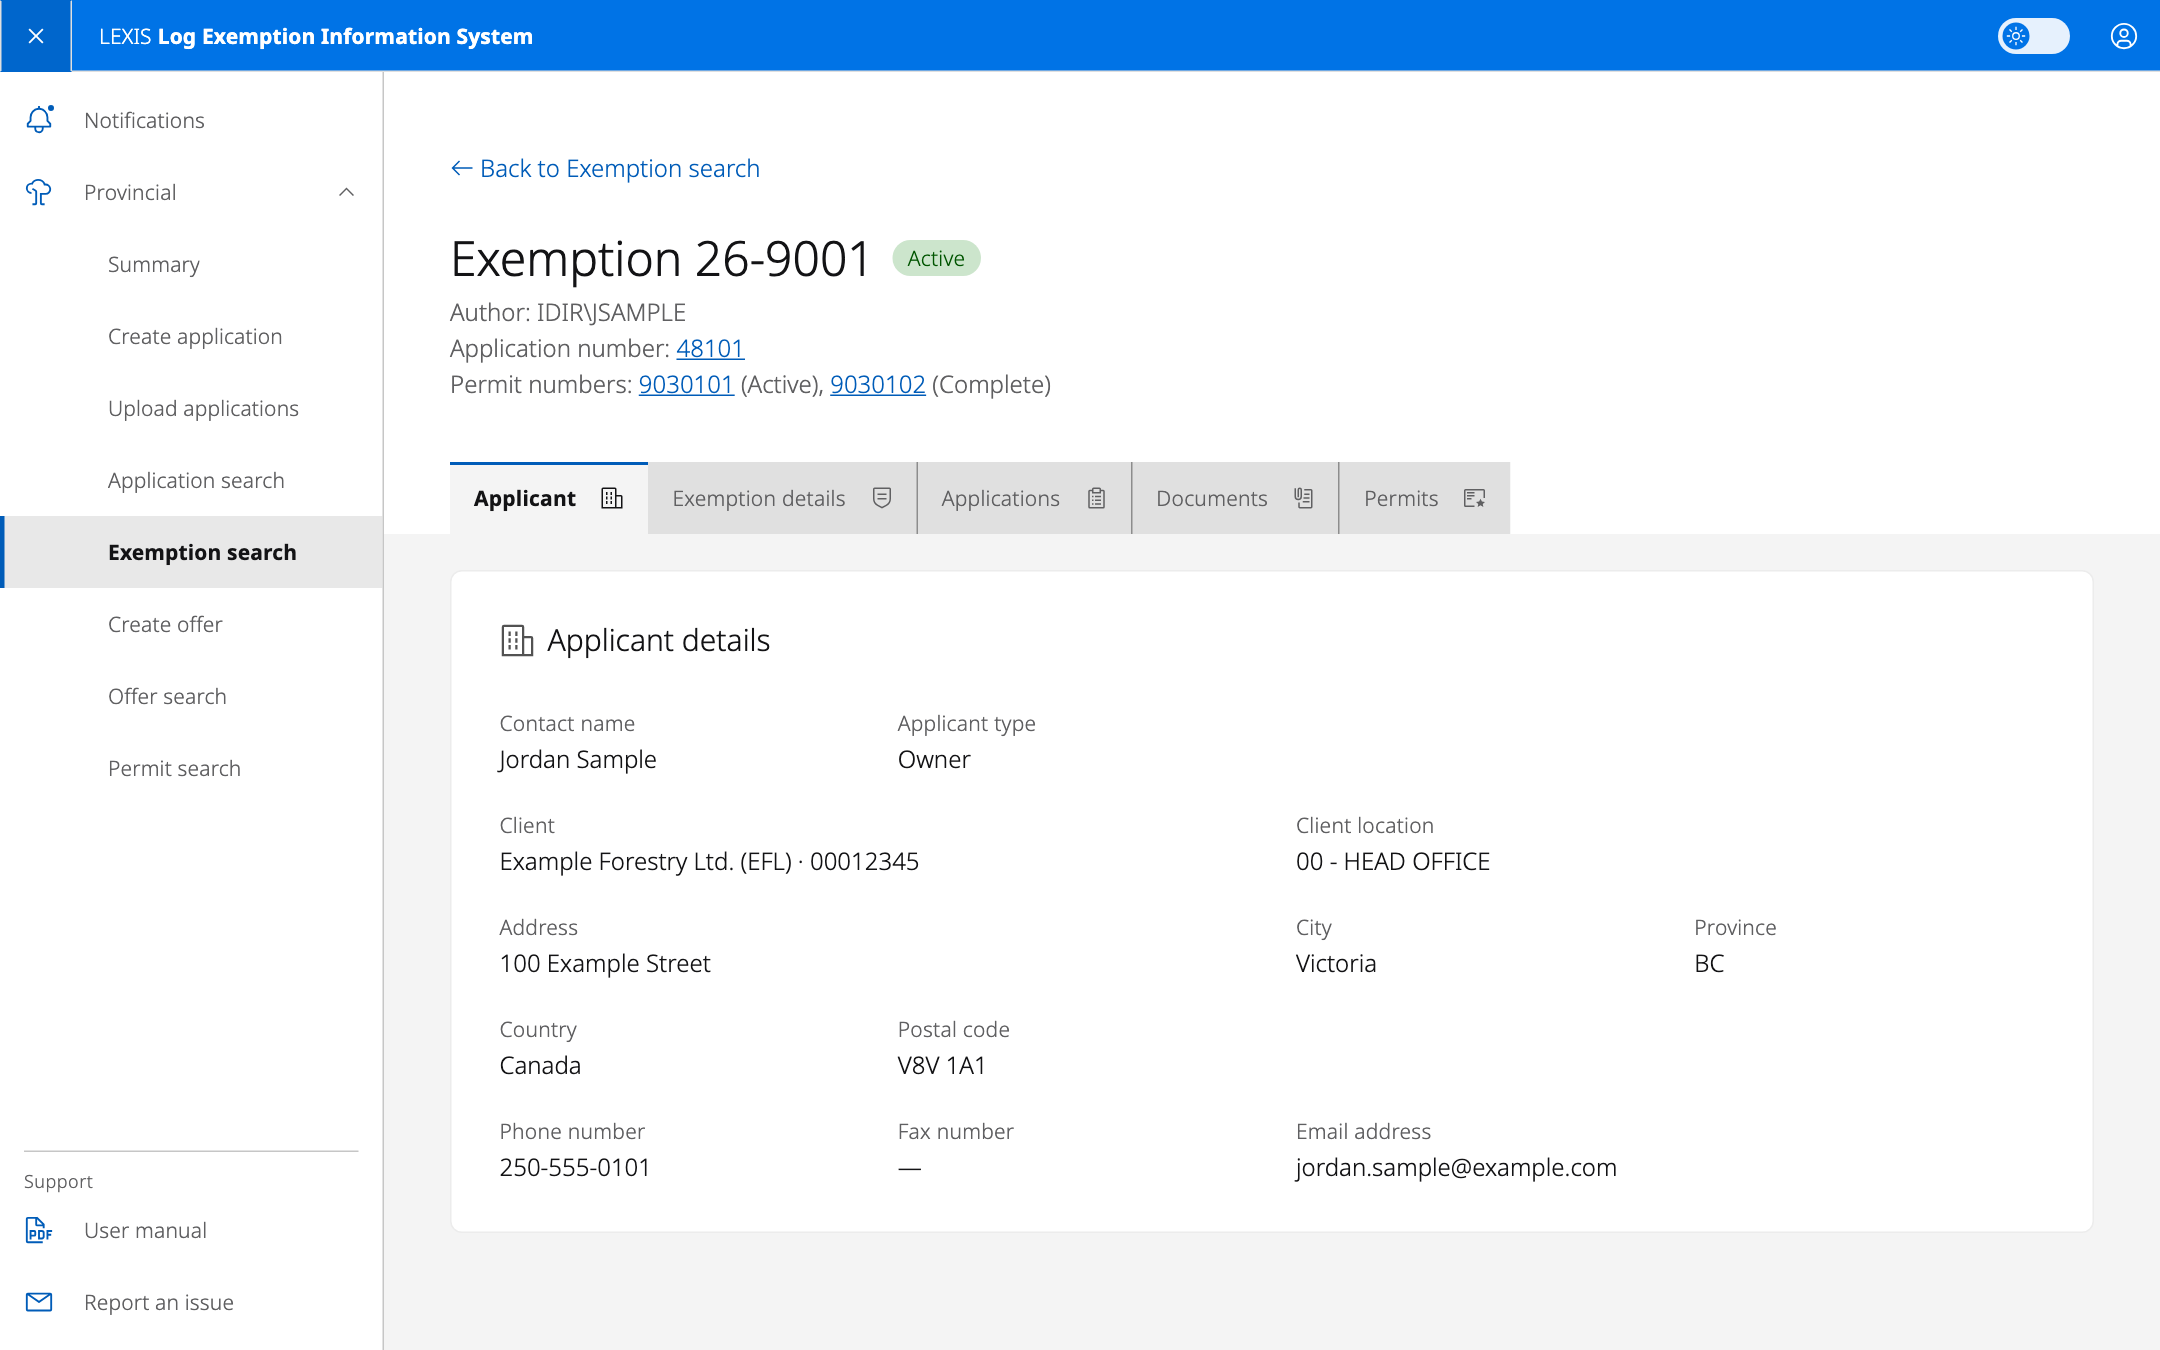 LEXIS Log Exemption Information System
Notifications
Provincial
Summary
Create application
Upload applications
Application search
Exemption search
Create offer
Offer search
Permit search
Support
PDF User manual
Report an issue
← Back to Exemption search
Exemption 26-9001 Active
Author: IDIR\JSAMPLE
Application number: 48101
Permit numbers: 9030101 (Active), 9030102 (Complete)
Applicant Exemption details Applications Documents Permits
Applicant details
Contact name Applicant type
Jordan Sample Owner
Client Client location
Example Forestry Ltd. (EFL) · 00012345 00 - HEAD OFFICE
Address City Province
100 Example Street Victoria BC
Country Postal code
Canada V8V 1A1
Phone number Fax number Email address
250-555-0101 — jordan.sample@example.com